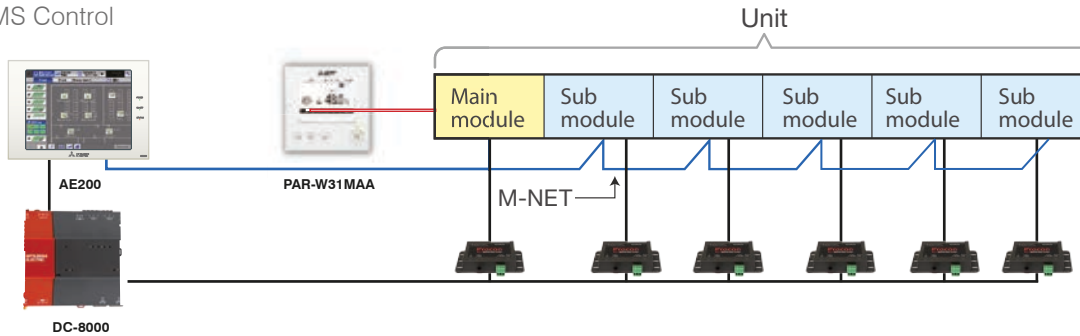 MS Control
Unit
Main
module
Sub
module
Sub
module
Sub
module
Sub
module
Sub
module
AE200
PAR-W31MAA
M-NET
DC-8000